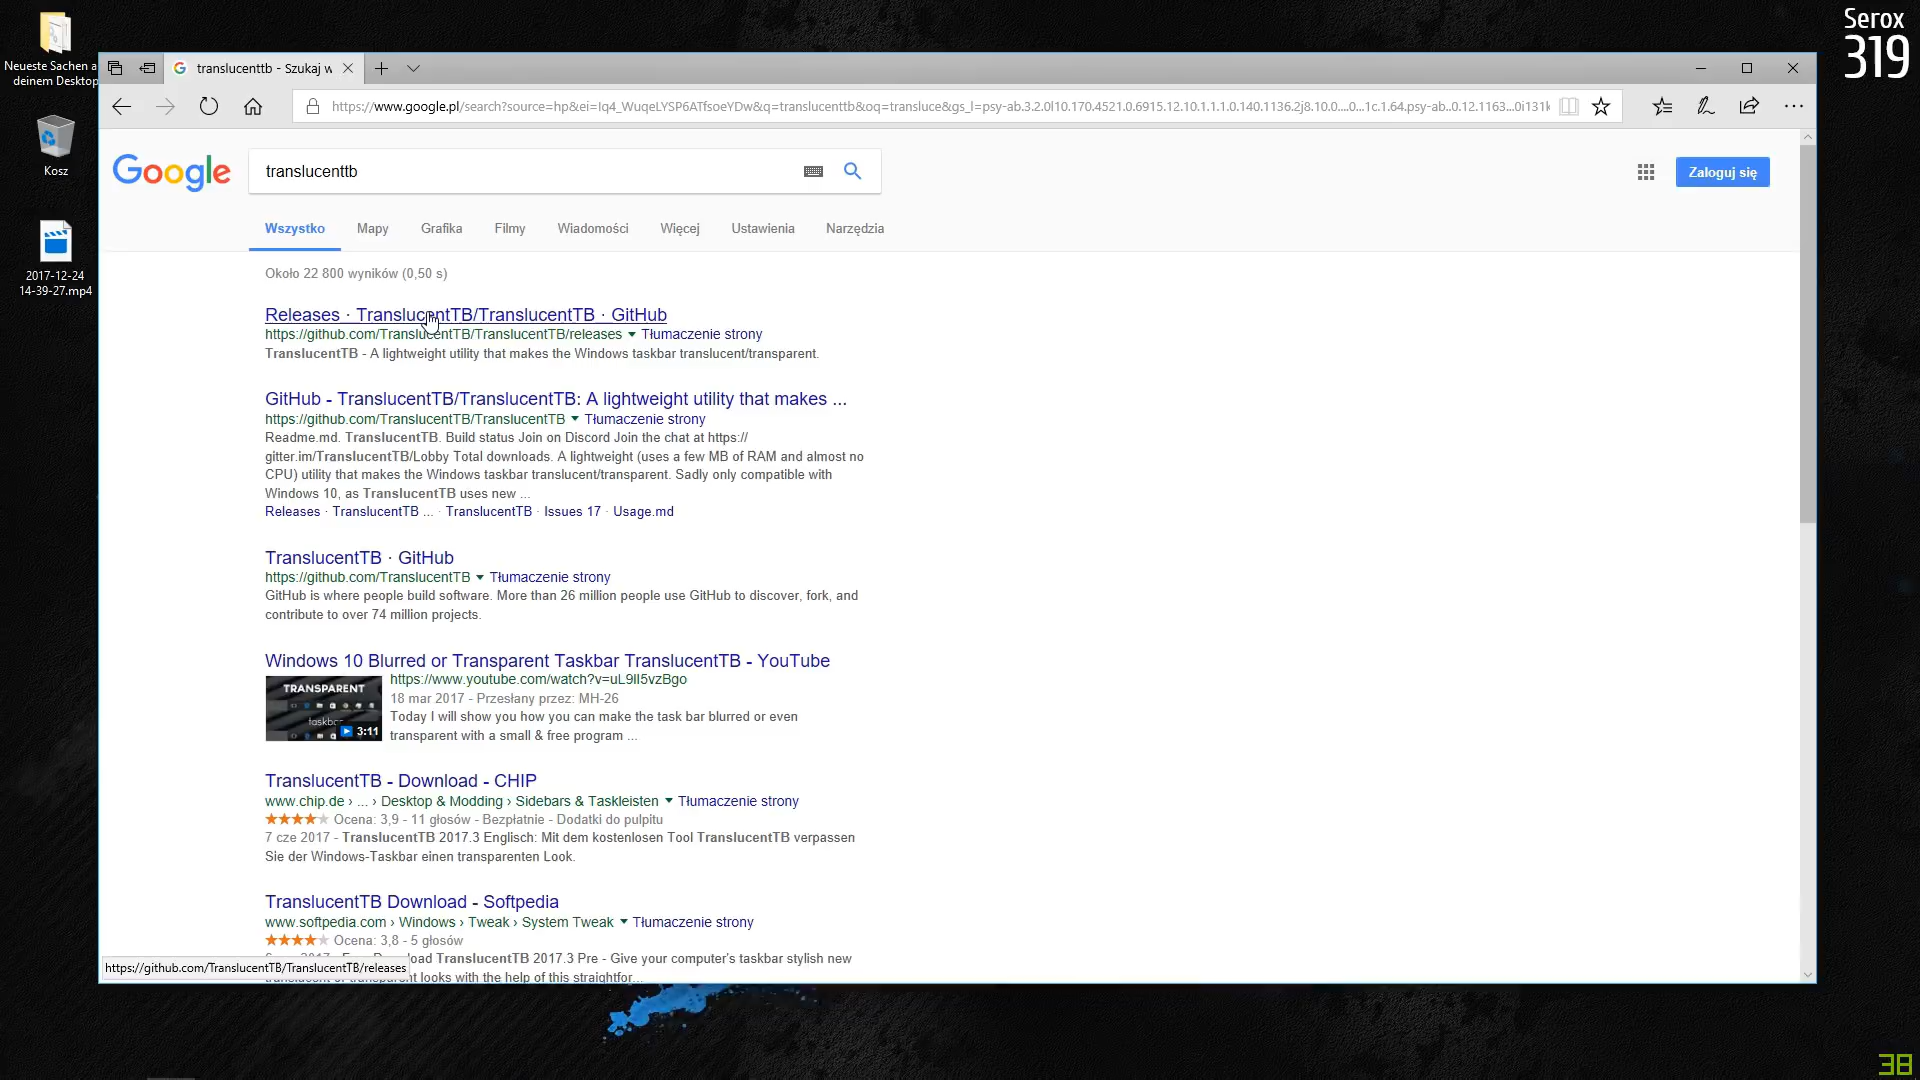 Serox
319
Neueste Sachen a
deinem Desktop
Kosz
2017-12-24
14-39-27.mp4
translucenttb - Szukaj w
https://www.google.pl/search?source=hp&ei=Iq4_WuqeLYSP6ATfsoeYDw&q=translucenttb&oq=transluce&gs_l=psy-ab.3.2.0l10.170.4521.0.6915.12.10.1.1.1.0.140.1136.2j8.10.0....0...1c.1.64.psy-ab..0.12.1163...0i131k
Google
translucenttb
Zaloguj się
Wszystko Mapy Grafika Filmy Wiadomości Więcej Ustawienia Narzędzia
Około 22 800 wyników (0,50 s)
Releases · TranslucentTB/TranslucentTB · GitHub
https://github.com/TranslucentTB/TranslucentTB/releases Tłumaczenie strony
TranslucentTB - A lightweight utility that makes the Windows taskbar translucent/transparent.
GitHub - TranslucentTB/TranslucentTB: A lightweight utility that makes ...
https://github.com/TranslucentTB/TranslucentTB Tłumaczenie strony
Readme.md. TranslucentTB. Build status Join on Discord Join the chat at https://
gitter.im/TranslucentTB/Lobby Total downloads. A lightweight (uses a few MB of RAM and almost no
CPU) utility that makes the Windows taskbar translucent/transparent. Sadly only compatible with
Windows 10, as TranslucentTB uses new ...
Releases · TranslucentTB ... · TranslucentTB · Issues 17 · Usage.md
TranslucentTB · GitHub
https://github.com/TranslucentTB Tłumaczenie strony
GitHub is where people build software. More than 26 million people use GitHub to discover, fork, and
contribute to over 74 million projects.
Windows 10 Blurred or Transparent Taskbar TranslucentTB - YouTube
TRANSPARENT
taskbar
3:11
https://www.youtube.com/watch?v=uL9lI5vzBgo
18 mar 2017 - Przesłany przez: MH-26
Today I will show you how you can make the task bar blurred or even
transparent with a small & free program ...
TranslucentTB - Download - CHIP
www.chip.de › ... › Desktop & Modding › Sidebars & Taskleisten Tłumaczenie strony
Ocena: 3,9 - 11 głosów - Bezpłatnie - Dodatki do pulpitu
7 cze 2017 - TranslucentTB 2017.3 Englisch: Mit dem kostenlosen Tool TranslucentTB verpassen
Sie der Windows-Taskbar einen transparenten Look.
TranslucentTB Download - Softpedia
www.softpedia.com › Windows › Tweak › System Tweak Tłumaczenie strony
Ocena: 3,8 - 5 głosów
TranslucentTB 2017.3 Pre - Give your computer's taskbar stylish new
looks with the help of this straightfor...
https://github.com/TranslucentTB/TranslucentTB/releases
38